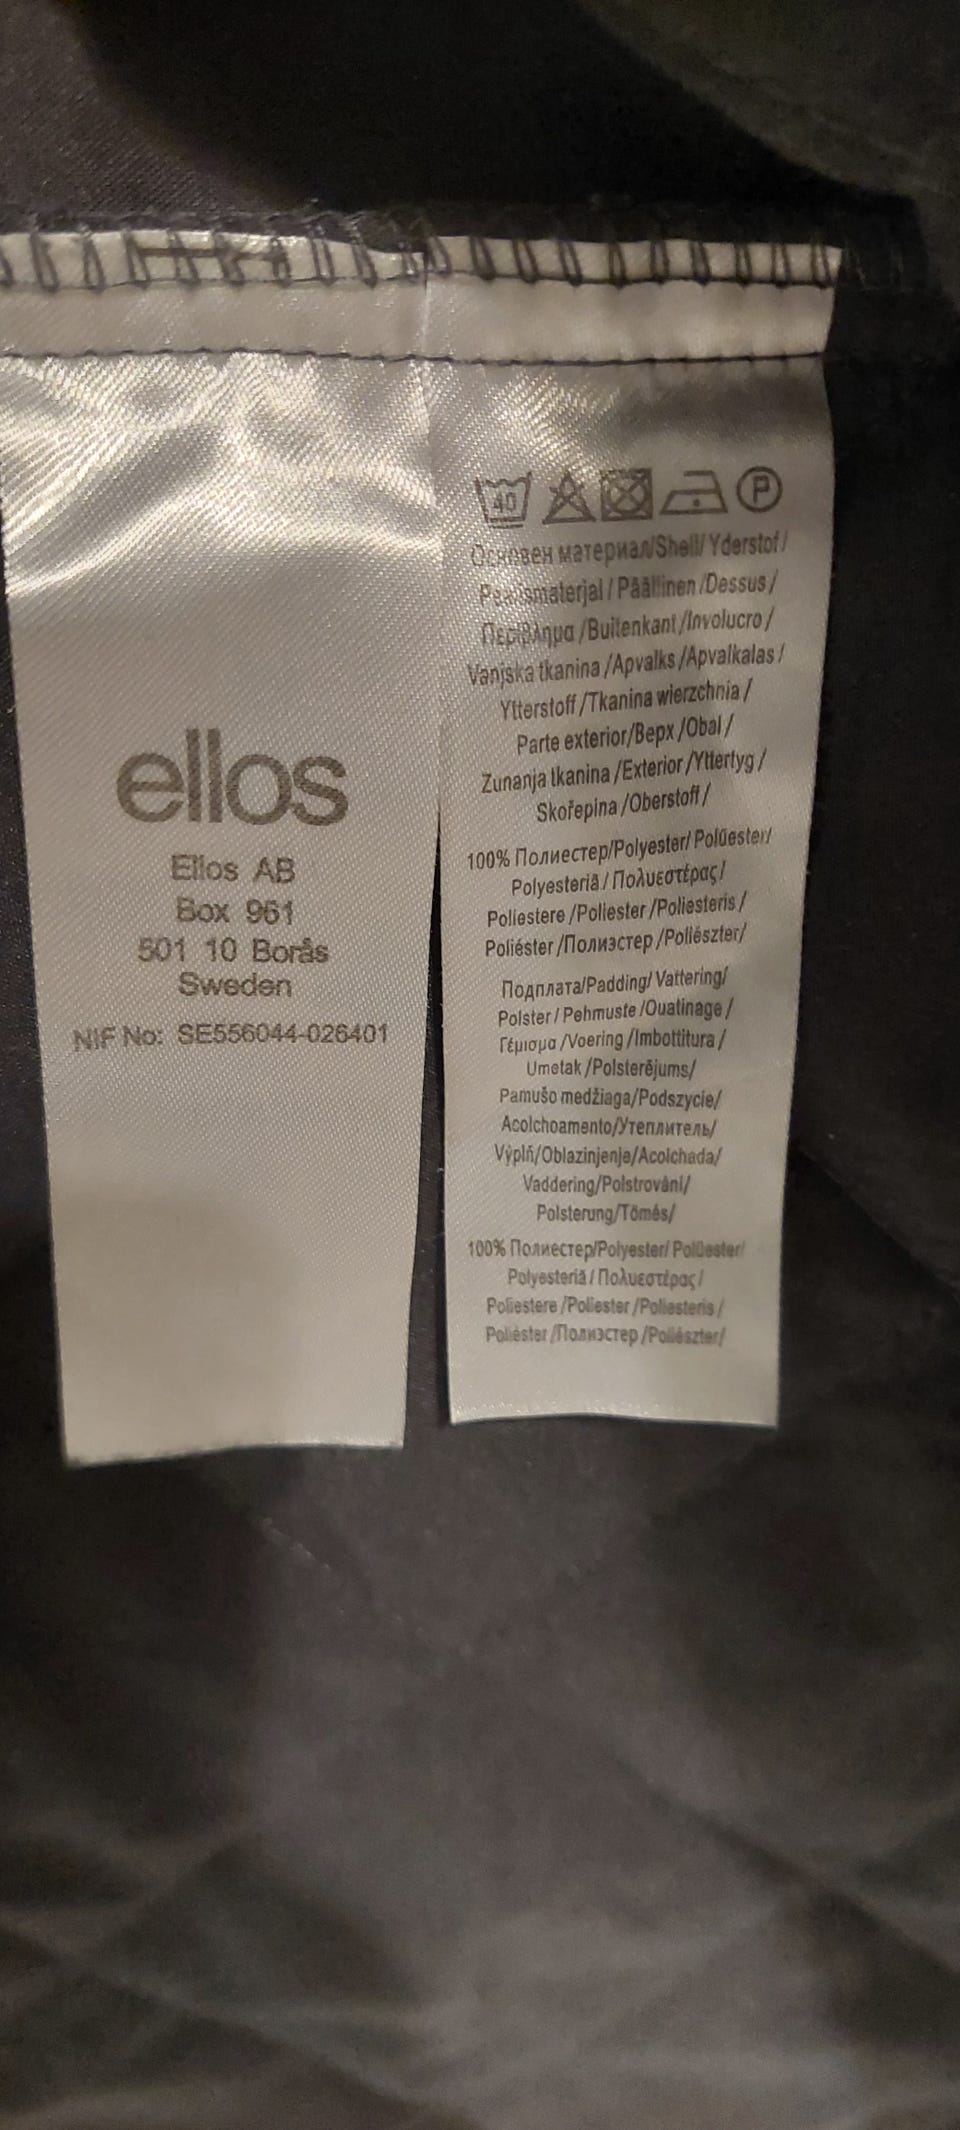 ellos
Ellos AB
Box 961
501 10 Borås
Sweden
NIF No: SE556044-026401
40
P
Основен материал/Shell/Yderstof/
Pealismaterjal/Päällinen/Dessus/
Περίβλημα/Buitenkant/Involucro/
Vanjska tkanina/Apvalks/Apvalkalas/
Ytterstoff/Tkanina wierzchnia/
Parte exterior/Верх/Obal/
Zunanja tkanina/Exterior/Yttertyg/
Skořepina/Oberstoff/
100% Полиестер/Polyester/Polüester/
Polyesteriä/Πολυεστέρας/
Poliestere/Poliester/Poliesteris/
Poliéster/Полиэстер/Poliészter/
Подплата/Padding/Vattering/
Polster/Pehmuste/Ouatinage/
Γέμισμα/Voering/Imbottitura/
Umetak/Polsterējums/
Pamušo medžiaga/Podszycie/
Acolchoamento/Утеплитель/
Výplň/Oblazinjenje/Acolchada/
Vaddering/Polstrování/
Polsterung/Tömés/
100% Полиестер/Polyester/Polüester/
Polyesteriä/Πολυεστέρας/
Poliestere/Poliester/Poliesteris/
Poliéster/Полиэстер/Poliészter/